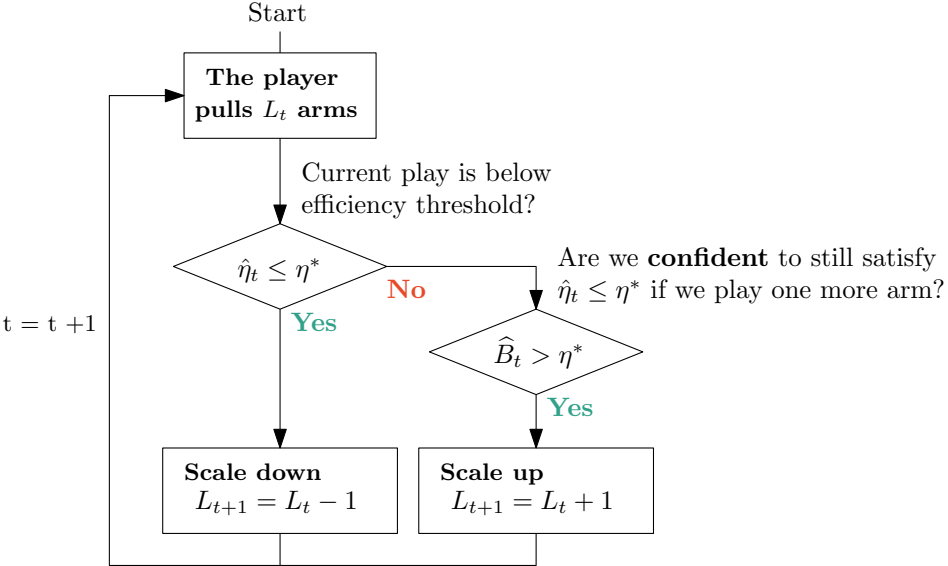 Start
The player
pulls $L_t$ arms
Current play is below
efficiency threshold?
$\hat{\eta}_t \leq \eta^*$
No
Yes
Are we confident to still satisfy
$\hat{\eta}_t \leq \eta^*$ if we play one more arm?
$\widehat{B}_t > \eta^*$
Yes
t = t +1
Scale down
$L_{t+1} = L_t - 1$
Scale up
$L_{t+1} = L_t + 1$